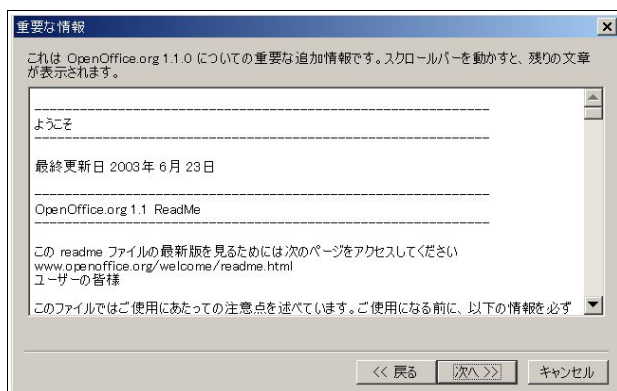 重要な情報
これは OpenOffice.org 1.1.0 についての重要な追加情報です。スクロールバーを動かすと、残りの文章
が表示されます。
------------------------------------------------------------
ようこそ
------------------------------------------------------------
最終更新日 2003年 6月 23日
------------------------------------------------------------
OpenOffice.org 1.1 ReadMe
------------------------------------------------------------
この readme ファイルの最新版を見るためには次のページをアクセスしてください
www.openoffice.org/welcome/readme.html
ユーザーの皆様
このファイルではご使用にあたっての注意点を述べています。ご使用になる前に、以下の情報を必ず
<< 戻る 次へ >> キャンセル